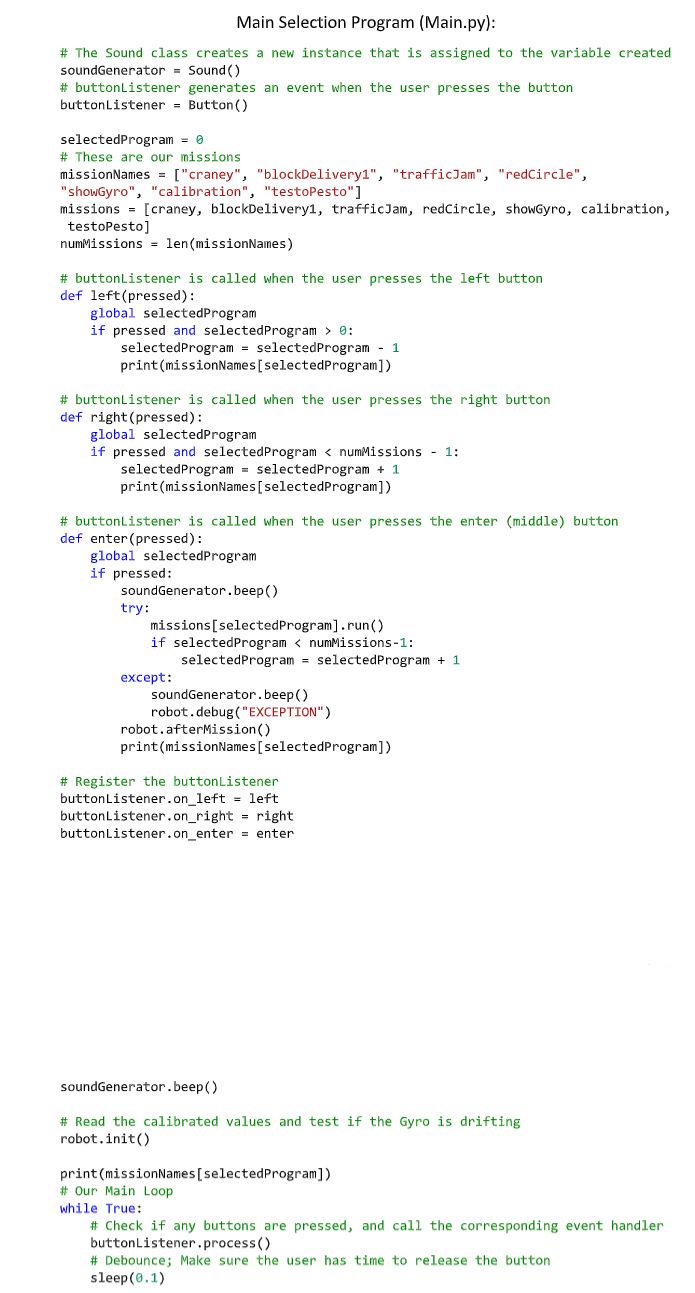 Main Selection Program (Main.py):
# The Sound class creates a new instance that is assigned to the variable created
soundGenerator = Sound()
# buttonListener generates an event when the user presses the button
buttonListener = Button()

selectedProgram = 0
# These are our missions
missionNames = ["craney", "blockDelivery1", "trafficJam", "redCircle",
"showGyro", "calibration", "testoPesto"]
missions = [craney, blockDelivery1, trafficJam, redCircle, showGyro, calibration,
 testoPesto]
numMissions = len(missionNames)

# buttonListener is called when the user presses the left button
def left(pressed):
    global selectedProgram
    if pressed and selectedProgram > 0:
        selectedProgram = selectedProgram - 1
        print(missionNames[selectedProgram])

# buttonListener is called when the user presses the right button
def right(pressed):
    global selectedProgram
    if pressed and selectedProgram < numMissions - 1:
        selectedProgram = selectedProgram + 1
        print(missionNames[selectedProgram])

# buttonListener is called when the user presses the enter (middle) button
def enter(pressed):
    global selectedProgram
    if pressed:
        soundGenerator.beep()
        try:
            missions[selectedProgram].run()
            if selectedProgram < numMissions-1:
                selectedProgram = selectedProgram + 1
        except:
            soundGenerator.beep()
            robot.debug("EXCEPTION")
        robot.afterMission()
        print(missionNames[selectedProgram])

# Register the buttonListener
buttonListener.on_left = left
buttonListener.on_right = right
buttonListener.on_enter = enter

soundGenerator.beep()

# Read the calibrated values and test if the Gyro is drifting
robot.init()

print(missionNames[selectedProgram])
# Our Main Loop
while True:
    # Check if any buttons are pressed, and call the corresponding event handler
    buttonListener.process()
    # Debounce; Make sure the user has time to release the button
    sleep(0.1)